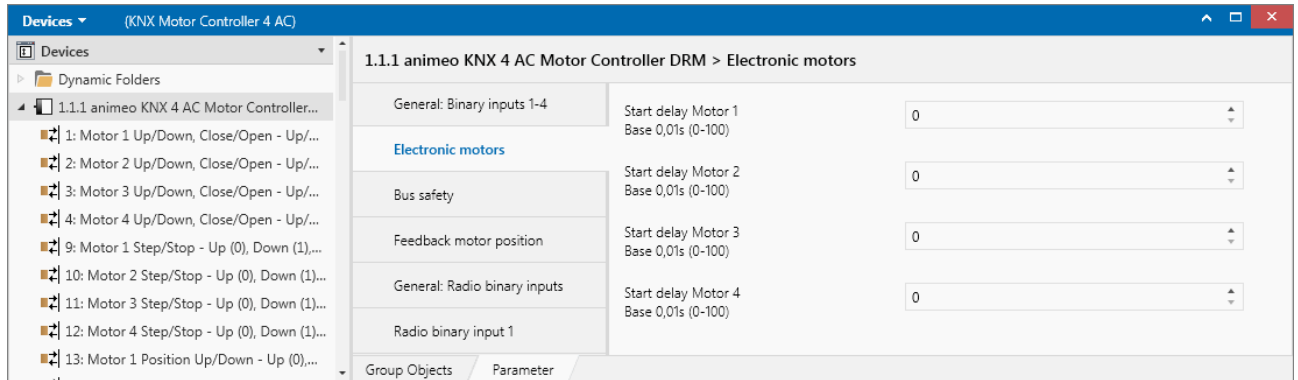 Devices (KNX Motor Controller 4 AC)
Devices
Dynamic Folders
1.1.1 animeo KNX 4 AC Motor Controller...
1: Motor 1 Up/Down, Close/Open - Up/...
2: Motor 2 Up/Down, Close/Open - Up/...
3: Motor 3 Up/Down, Close/Open - Up/...
4: Motor 4 Up/Down, Close/Open - Up/...
9: Motor 1 Step/Stop - Up (0), Down (1),...
10: Motor 2 Step/Stop - Up (0), Down (1)...
11: Motor 3 Step/Stop - Up (0), Down (1)...
12: Motor 4 Step/Stop - Up (0), Down (1)...
13: Motor 1 Position Up/Down - Up (0),...
1.1.1 animeo KNX 4 AC Motor Controller DRM > Electronic motors
General: Binary inputs 1-4
Electronic motors
Bus safety
Feedback motor position
General: Radio binary inputs
Radio binary input 1
Start delay Motor 1
Base 0,01s (0-100)
0
Start delay Motor 2
Base 0,01s (0-100)
0
Start delay Motor 3
Base 0,01s (0-100)
0
Start delay Motor 4
Base 0,01s (0-100)
0
Group Objects Parameter